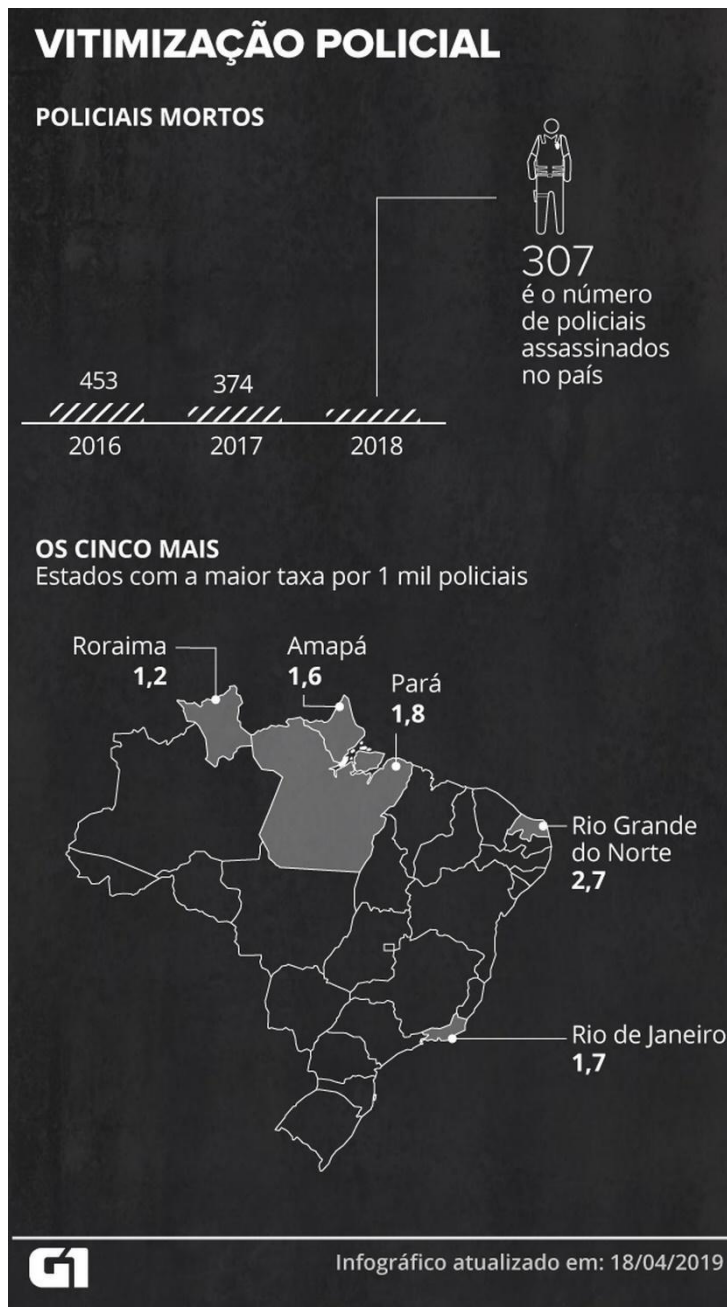 VITIMIZAÇÃO POLICIAL
POLICIAIS MORTOS
307
é o número
de policiais
assassinados
no país
453
374
2016
2017
2018
OS CINCO MAIS
Estados com a maior taxa por 1 mil policiais
Roraima
1,2
Amapá
1,6
Pará
1,8
Rio Grande
do Norte
2,7
Rio de Janeiro
1,7
G1
Infográfico atualizado em: 18/04/2019